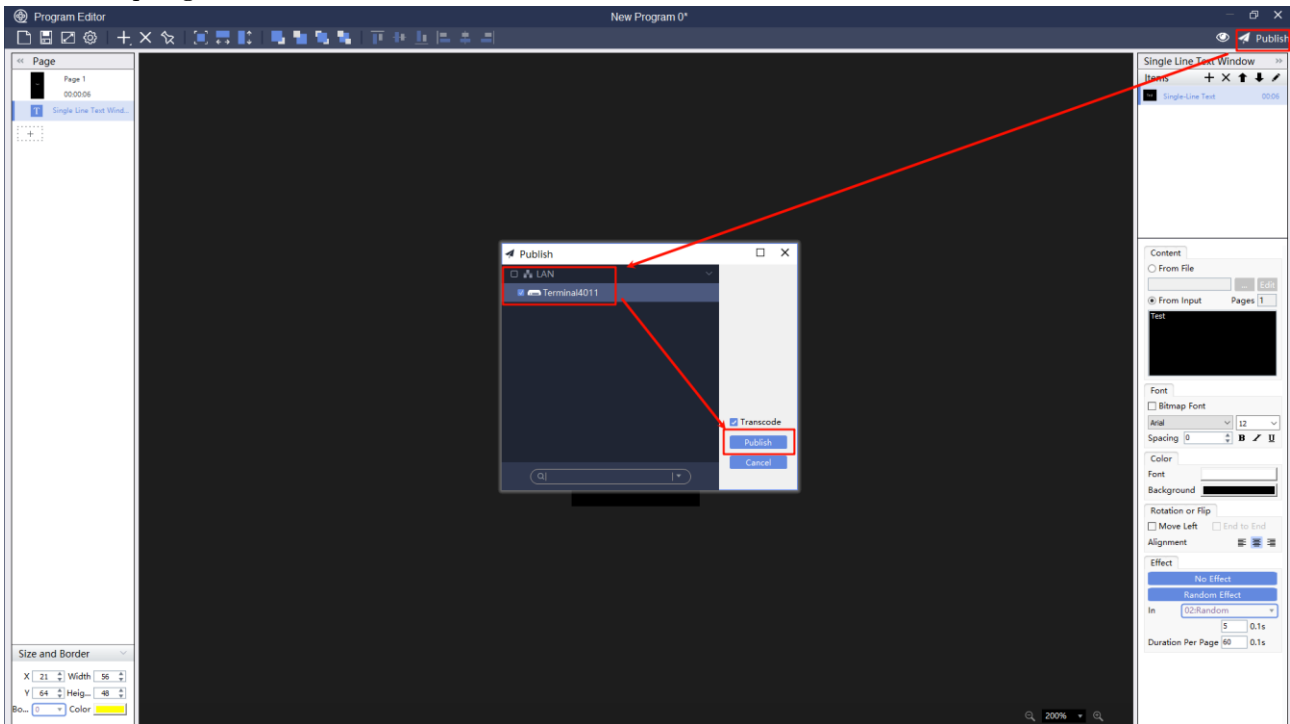 Program Editor
New Program 0*
Publish
Page
Page 1
00:00:06
T Single Line Text Wind...
Single Line Text Window
Items
Single-Line Text 00:06
Publish
LAN
Terminal4011
Transcode
Publish
Cancel
Content
From File
... Edit
From Input Pages 1
Test
Font
Bitmap Font
Arial 12
Spacing 0 B I U
Color
Font
Background
Rotation or Flip
Move Left End to End
Alignment
Effect
No Effect
Random Effect
In 02:Random
5 0.1s
Duration Per Page 60 0.1s
Size and Border
X 21 Width 56
Y 64 Heig... 48
Bo... 0 Color
200%